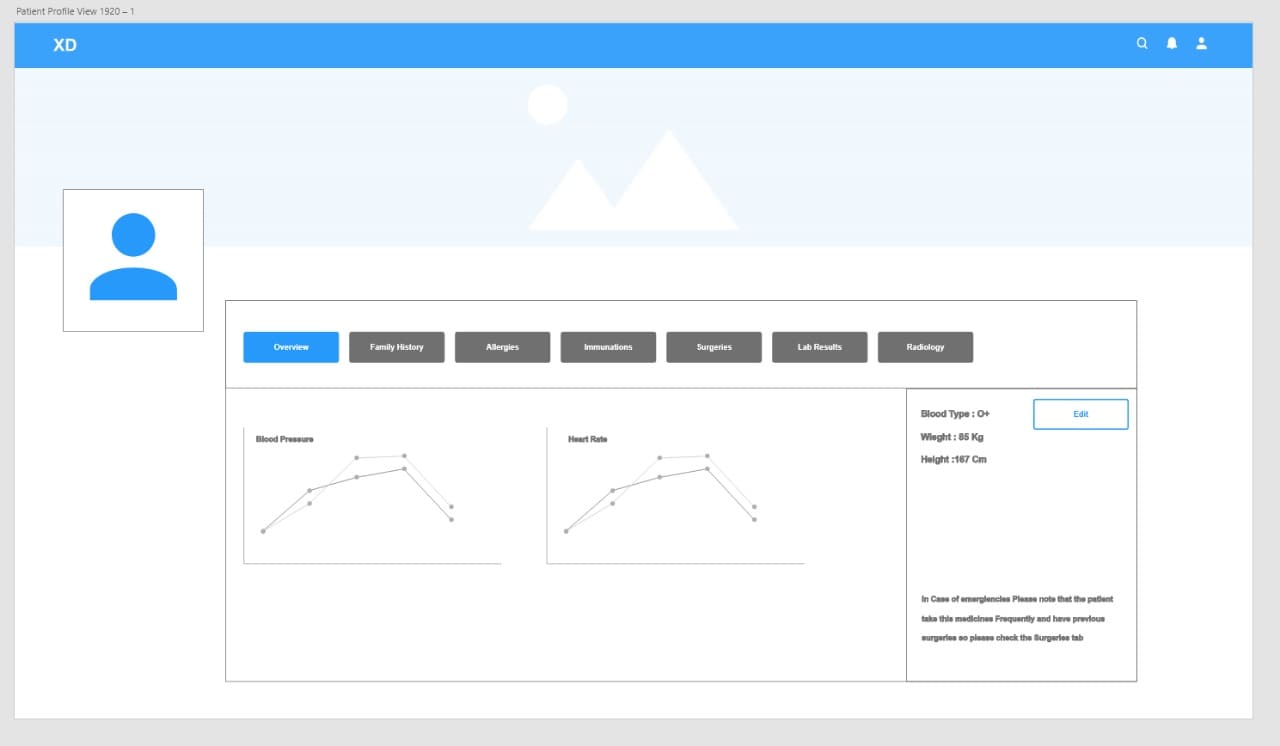 Patient Profile View 1920 – 1
XD
Overview
Family History
Allergies
Immunations
Surgeries
Lab Results
Radiology
Blood Pressure
Heart Rate
Blood Type : O+
Edit
Wieght : 85 Kg
Height :167 Cm
In Case of emergiencies Please note that the patient
take this medicines Frequently and have previous
surgeries so please check the Surgeries tab